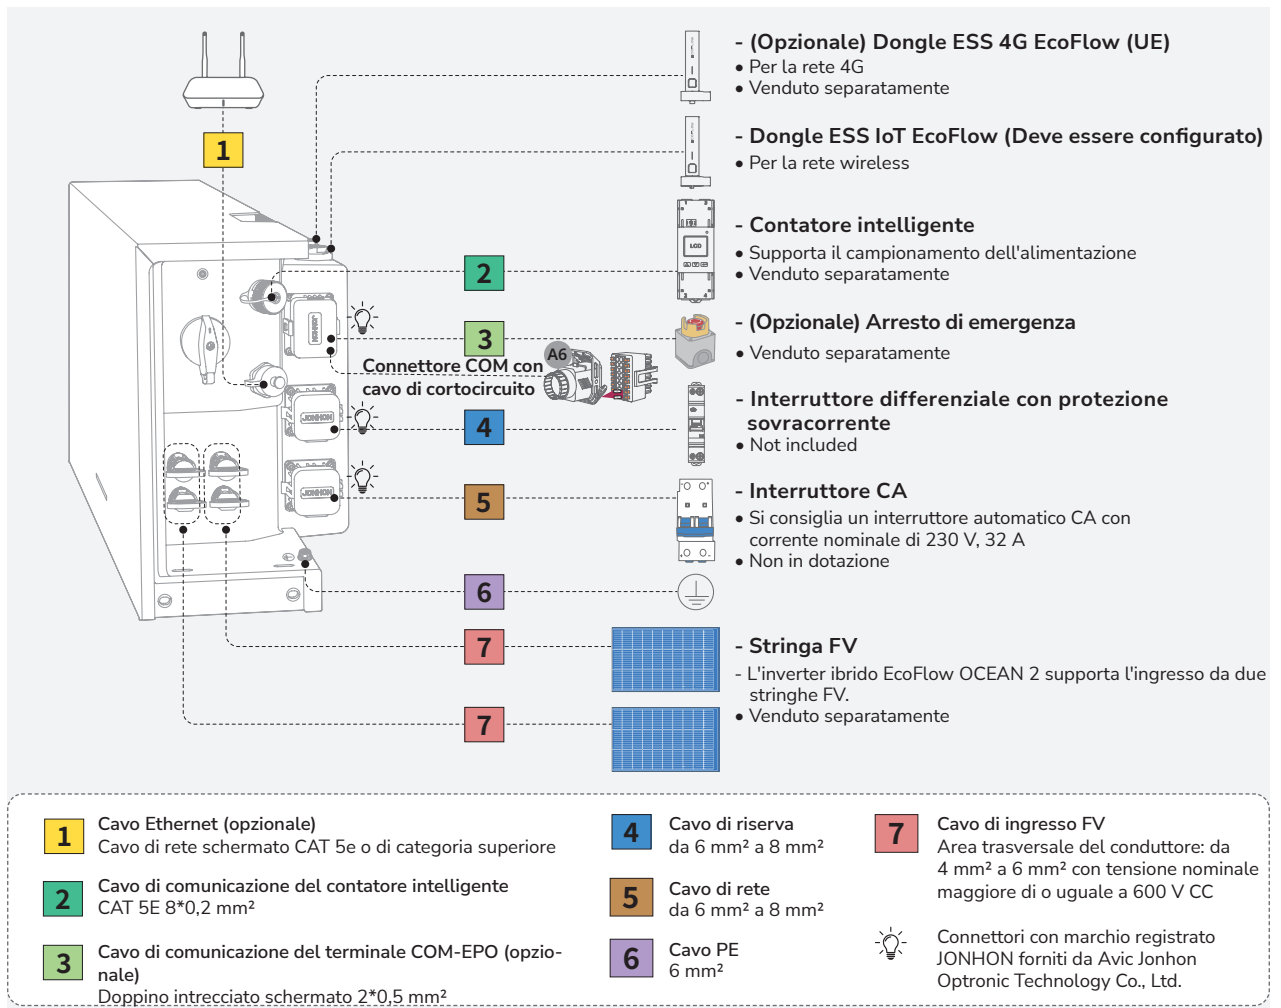 - (Opzionale) Dongle ESS 4G EcoFlow (UE)
• Per la rete 4G
• Venduto separatamente
1
- Dongle ESS IoT EcoFlow (Deve essere configurato)
• Per la rete wireless
- Contatore intelligente
• Supporta il campionamento dell'alimentazione
• Venduto separatamente
LCD
2
- (Opzionale) Arresto di emergenza
• Venduto separatamente
3
JONHON
Connettore COM con
cavo di cortocircuito
A6
- Interruttore differenziale con protezione
sovracorrente
• Not included
4
JONHON
- Interruttore CA
• Si consiglia un interruttore automatico CA con
corrente nominale di 230 V, 32 A
• Non in dotazione
5
JONHON
6
7
- Stringa FV
- L'inverter ibrido EcoFlow OCEAN 2 supporta l'ingresso da due
stringhe FV.
• Venduto separatamente
7
1
Cavo Ethernet (opzionale)
Cavo di rete schermato CAT 5e o di categoria superiore
2
Cavo di comunicazione del contatore intelligente
CAT 5E 8*0,2 mm²
3
Cavo di comunicazione del terminale COM-EPO (opzio-
nale)
Doppino intrecciato schermato 2*0,5 mm²
4
Cavo di riserva
da 6 mm² a 8 mm²
5
Cavo di rete
da 6 mm² a 8 mm²
6
Cavo PE
6 mm²
7
Cavo di ingresso FV
Area trasversale del conduttore: da
4 mm² a 6 mm² con tensione nominale
maggiore di o uguale a 600 V CC
Connettori con marchio registrato
JONHON forniti da Avic Jonhon
Optronic Technology Co., Ltd.